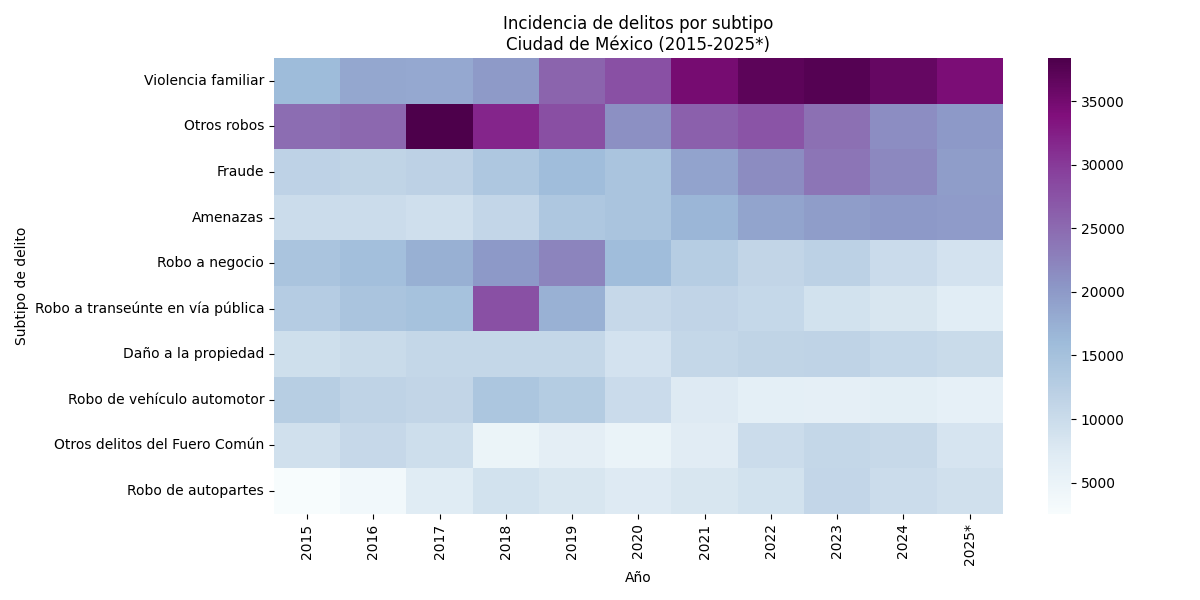 Incidencia de delitos por subtipo
Ciudad de México (2015-2025*)
Subtipo de delito
Violencia familiar
Otros robos
Fraude
Amenazas
Robo a negocio
Robo a transeúnte en vía pública
Daño a la propiedad
Robo de vehículo automotor
Otros delitos del Fuero Común
Robo de autopartes
2015 2016 2017 2018 2019 2020 2021 2022 2023 2024 2025*
Año
35000
30000
25000
20000
15000
10000
5000